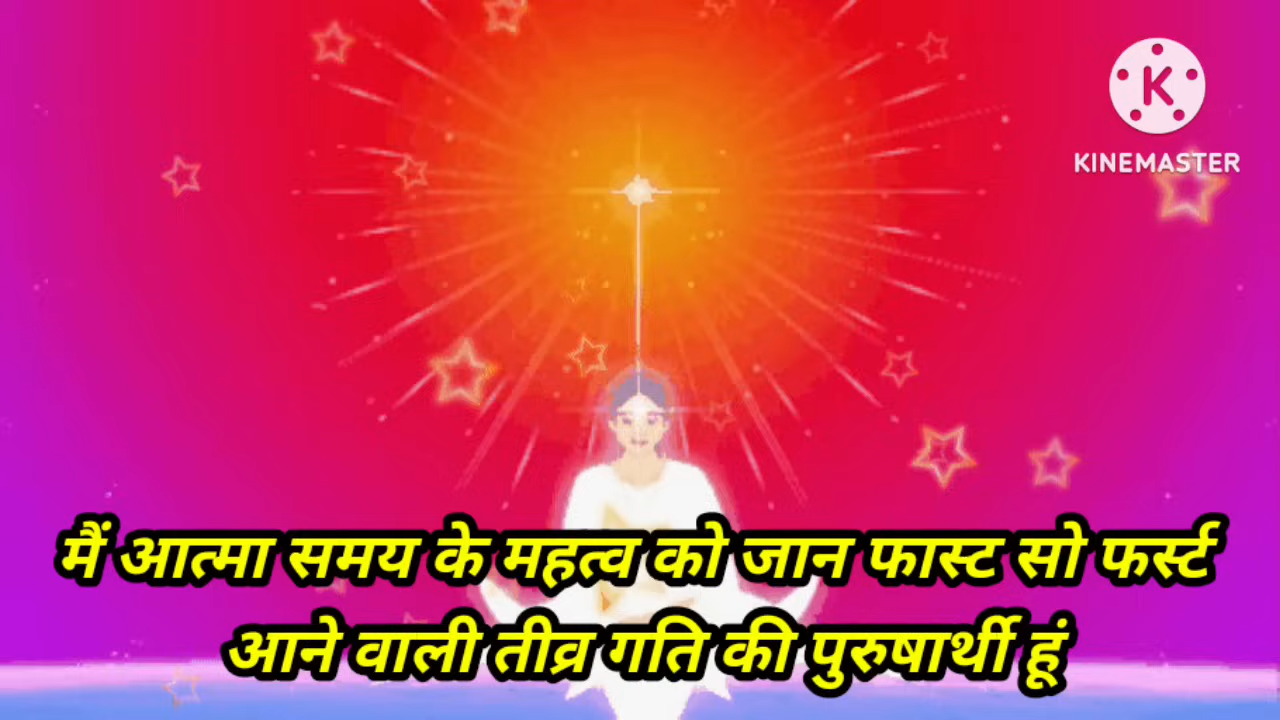 K
KINEMASTER
मैं आत्मा समय के महत्व को जान फास्ट सो फर्स्ट
आने वाली तीव्र गति की पुरुषार्थी हूं